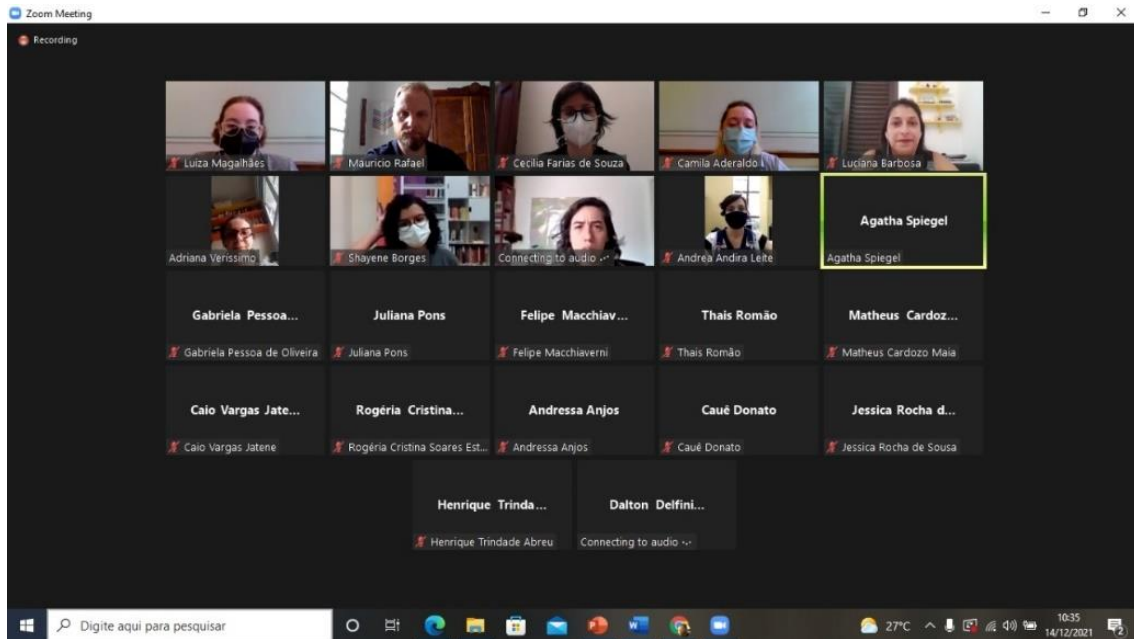 Zoom Meeting
Recording
Luiza Magalhães
Mauricio Rafael
Cecília Farias de Souza
Camila Aderaldo
Luciana Barbosa
Adriana Verissimo
Shayene Borges
Connecting to audio
Andrea Andira Leite
Agatha Spiegel
Agatha Spiegel
Gabriela Pessoa...
Juliana Pons
Felipe Macchiav...
Thais Romão
Matheus Cardoz...
Gabriela Pessoa de Oliveira
Juliana Pons
Felipe Macchiaverni
Thais Romão
Matheus Cardozo Maia
Caio Vargas Jate...
Rogéria Cristina...
Andressa Anjos
Cauê Donato
Jessica Rocha d...
Caio Vargas Jatene
Rogéria Cristina Soares Est...
Andressa Anjos
Cauê Donato
Jessica Rocha de Sousa
Henrique Trinda...
Dalton Delfini...
Henrique Trindade Abreu
Connecting to audio
Digite aqui para pesquisar
27°C
10:35
14/12/2021
2